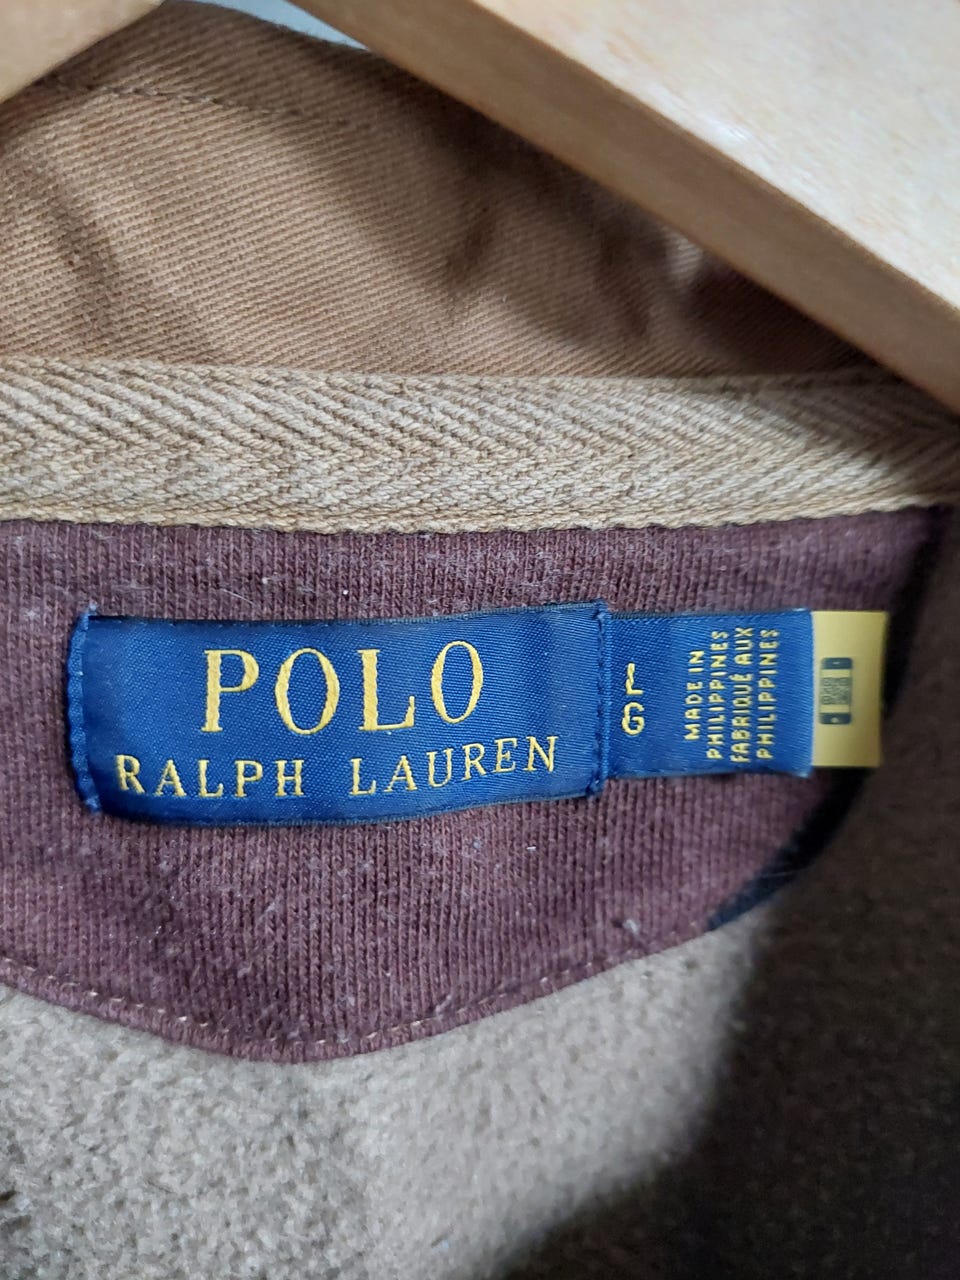 POLO
RALPH LAUREN
L
G
MADE IN
PHILIPPINES
FABRIQUÉ AUX
PHILIPPINES